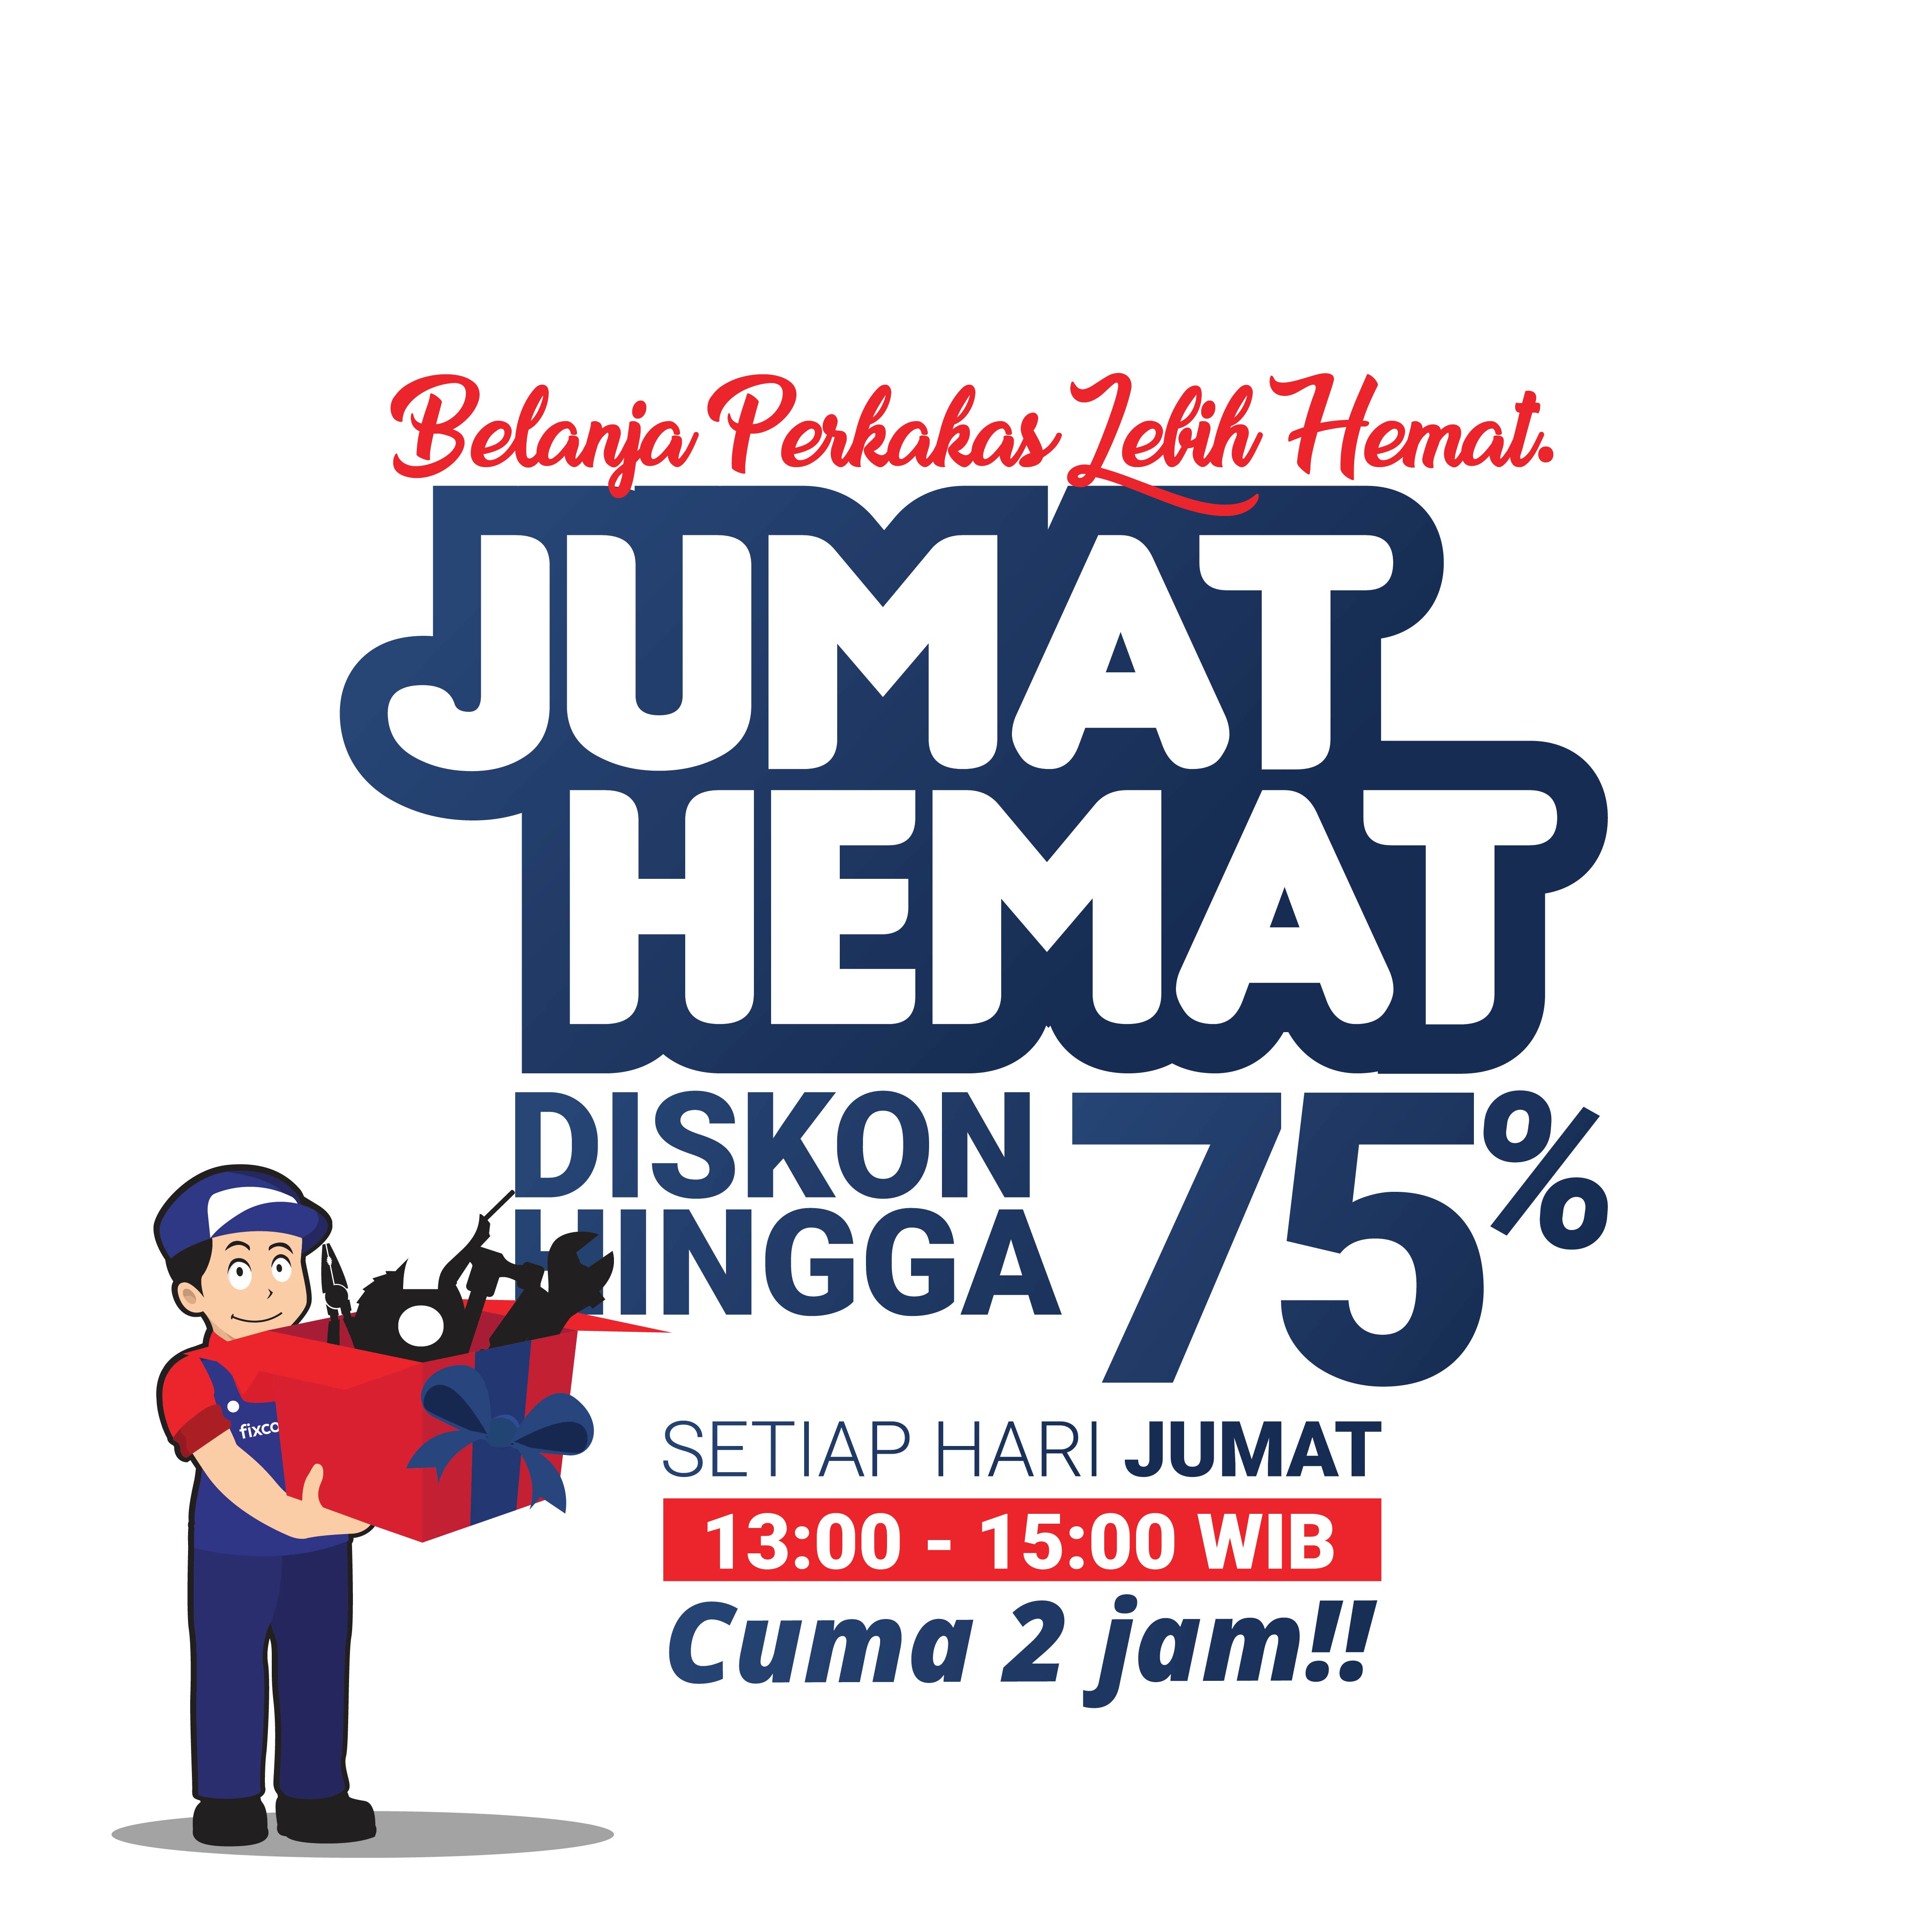 Belanja Perkakas Lebih Hemat.
JUMAT
HEMAT
DISKON
HINGGA
75%
fixco
SETIAP HARI JUMAT
13:00 - 15:00 WIB
Cuma 2 jam!!